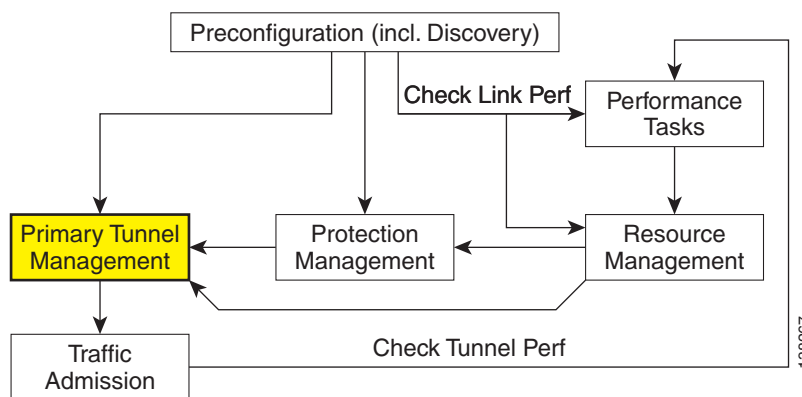 Preconfiguration (incl. Discovery)
Check Link Perf
Performance
Tasks
Primary Tunnel
Management
Protection
Management
Resource
Management
Traffic
Admission
Check Tunnel Perf